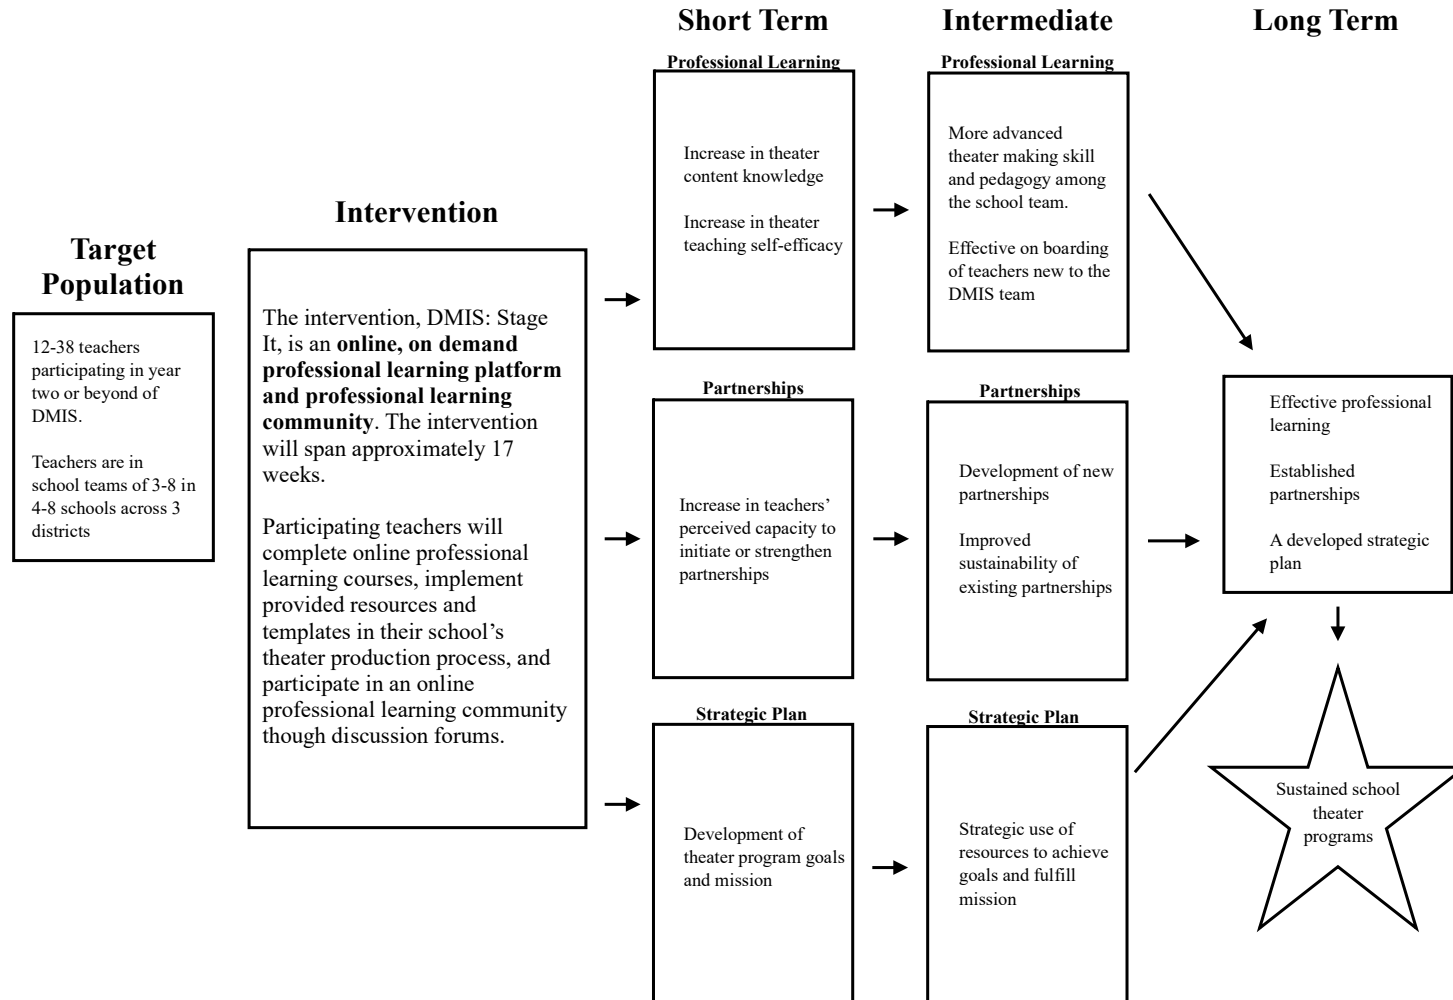 Target
Population
12-38 teachers
participating in year
two or beyond of
DMIS.
Teachers are in
school teams of 3-8 in
4-8 schools across 3
districts
Intervention
The intervention, DMIS: Stage
It, is an online, on demand
professional learning platform
and professional learning
community. The intervention
will span approximately 17
weeks.
Participating teachers will
complete online professional
learning courses, implement
provided resources and
templates in their school’s
theater production process, and
participate in an online
professional learning community
though discussion forums.
Short Term
Professional Learning
Increase in theater
content knowledge
Increase in theater
teaching self-efficacy
Partnerships
Increase in teachers’
perceived capacity to
initiate or strengthen
partnerships
Strategic Plan
Development of
theater program goals
and mission
Intermediate
Professional Learning
More advanced
theater making skill
and pedagogy among
the school team.
Effective on boarding
of teachers new to the
DMIS team
Partnerships
Development of new
partnerships
Improved
sustainability of
existing partnerships
Strategic Plan
Strategic use of
resources to achieve
goals and fulfill
mission
Long Term
Effective professional
learning
Established
partnerships
A developed strategic
plan
Sustained school
theater
programs